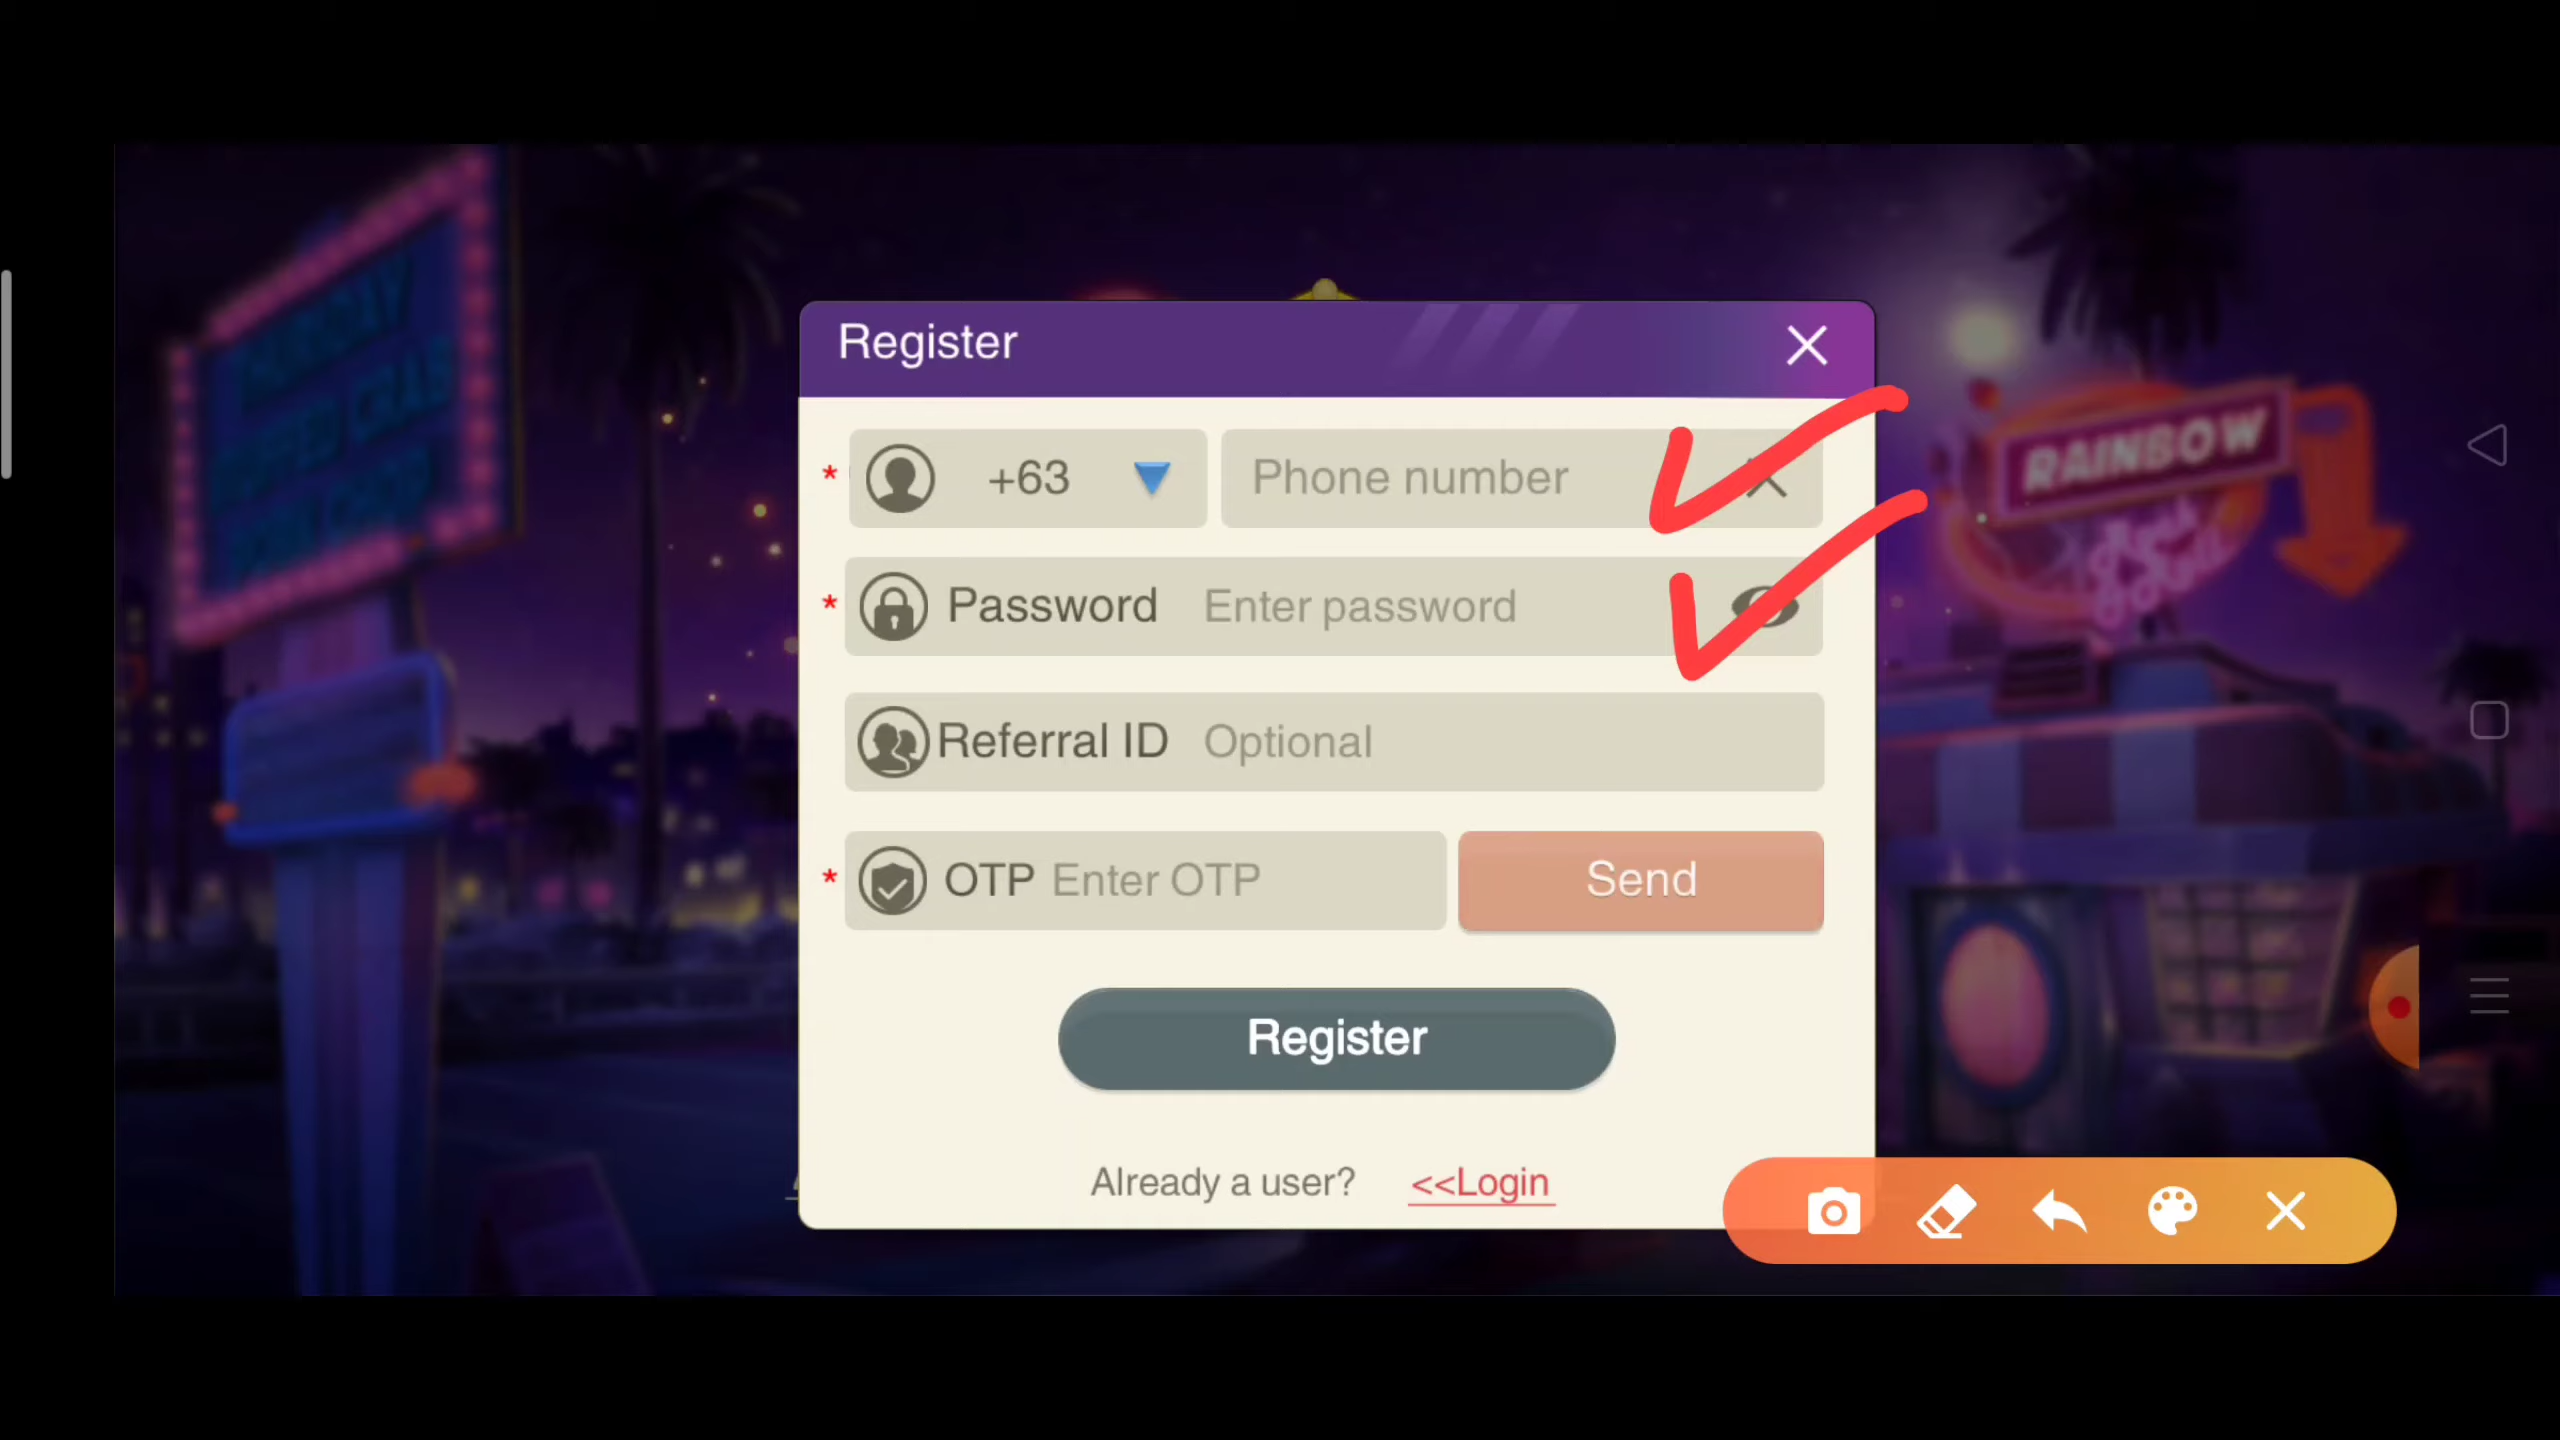 Register
* +63 Phone number
* Password Enter password
Referral ID Optional
* OTP Enter OTP Send
Register
Already a user? <<Login
RAINBOW